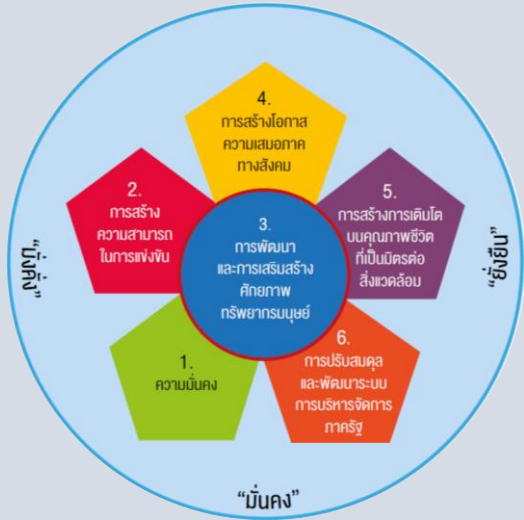 4.
การสร้างโอกาส
ความเสมอภาค
ทางสังคม
2.
การสร้าง
ความสามารถ
ในการแข่งขัน
3.
การพัฒนา
และการเสริมสร้าง
ศักยภาพ
ทรัพยากรมนุษย์
5.
การสร้างการเติบโต
บนคุณภาพชีวิต
ที่เป็นมิตรต่อ
สิ่งแวดล้อม
1.
ความมั่นคง
6.
การปรับสมดุล
และพัฒนาระบบ
การบริหารจัดการ
ภาครัฐ
“มั่งคั่ง”
“ยั่งยืน”
“มั่นคง”